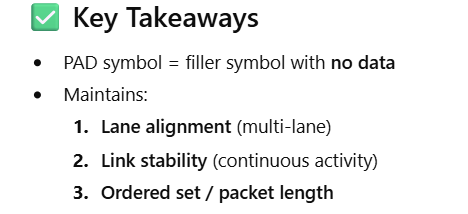 ✅ Key Takeaways
• PAD symbol = filler symbol with no data
• Maintains:
1. Lane alignment (multi-lane)
2. Link stability (continuous activity)
3. Ordered set / packet length